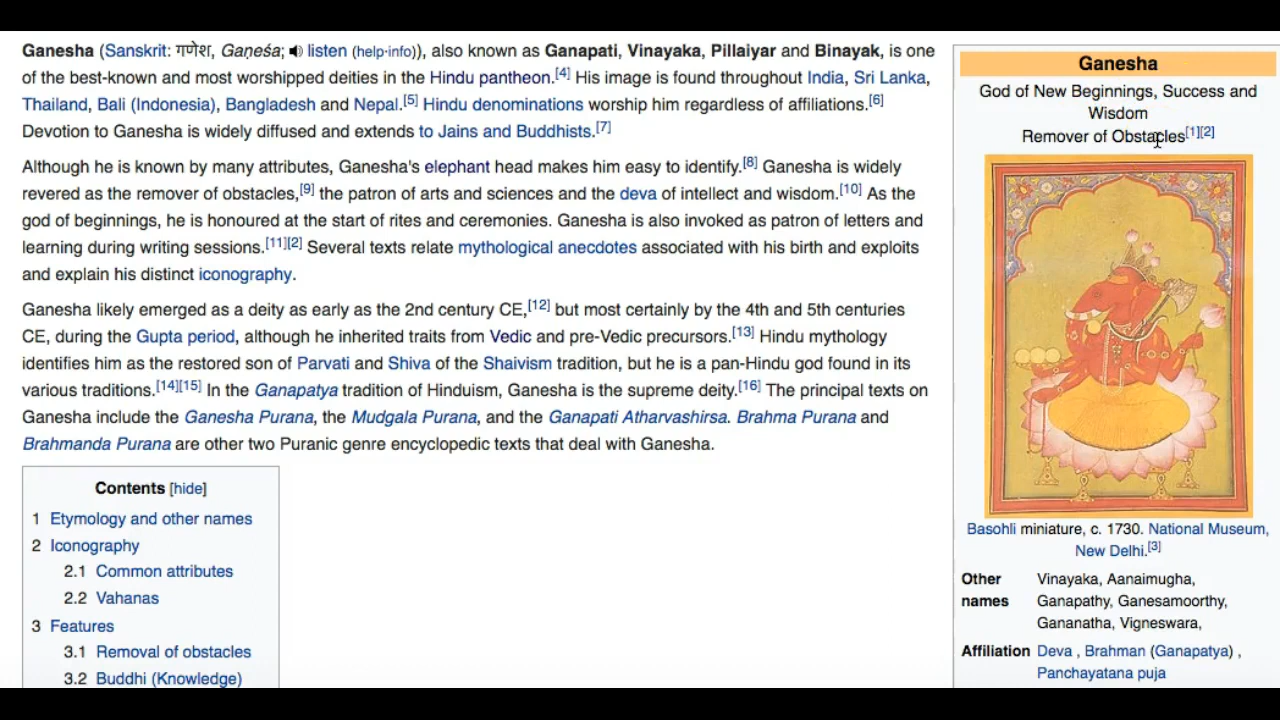 Ganesha (Sanskrit: गणेश, Gaṇeśa; listen (help·info)), also known as Ganapati, Vinayaka, Pillaiyar and Binayak, is one
of the best-known and most worshipped deities in the Hindu pantheon.[4] His image is found throughout India, Sri Lanka,
Thailand, Bali (Indonesia), Bangladesh and Nepal.[5] Hindu denominations worship him regardless of affiliations.[6]
Devotion to Ganesha is widely diffused and extends to Jains and Buddhists.[7]
Although he is known by many attributes, Ganesha's elephant head makes him easy to identify.[8] Ganesha is widely
revered as the remover of obstacles,[9] the patron of arts and sciences and the deva of intellect and wisdom.[10] As the
god of beginnings, he is honoured at the start of rites and ceremonies. Ganesha is also invoked as patron of letters and
learning during writing sessions.[11][2] Several texts relate mythological anecdotes associated with his birth and exploits
and explain his distinct iconography.
Ganesha likely emerged as a deity as early as the 2nd century CE,[12] but most certainly by the 4th and 5th centuries
CE, during the Gupta period, although he inherited traits from Vedic and pre-Vedic precursors.[13] Hindu mythology
identifies him as the restored son of Parvati and Shiva of the Shaivism tradition, but he is a pan-Hindu god found in its
various traditions.[14][15] In the Ganapatya tradition of Hinduism, Ganesha is the supreme deity.[16] The principal texts on
Ganesha include the Ganesha Purana, the Mudgala Purana, and the Ganapati Atharvashirsa. Brahma Purana and
Brahmanda Purana are other two Puranic genre encyclopedic texts that deal with Ganesha.
Contents [hide]
1 Etymology and other names
2 Iconography
2.1 Common attributes
2.2 Vahanas
3 Features
3.1 Removal of obstacles
3.2 Buddhi (Knowledge)
Ganesha
God of New Beginnings, Success and
Wisdom
Remover of Obstacles[1][2]
Basohli miniature, c. 1730. National Museum,
New Delhi.[3]
Other names Vinayaka, Aanaimugha,
Ganapathy, Ganesamoorthy,
Gananatha, Vigneswara,
Affiliation Deva , Brahman (Ganapatya) ,
Panchayatana puja